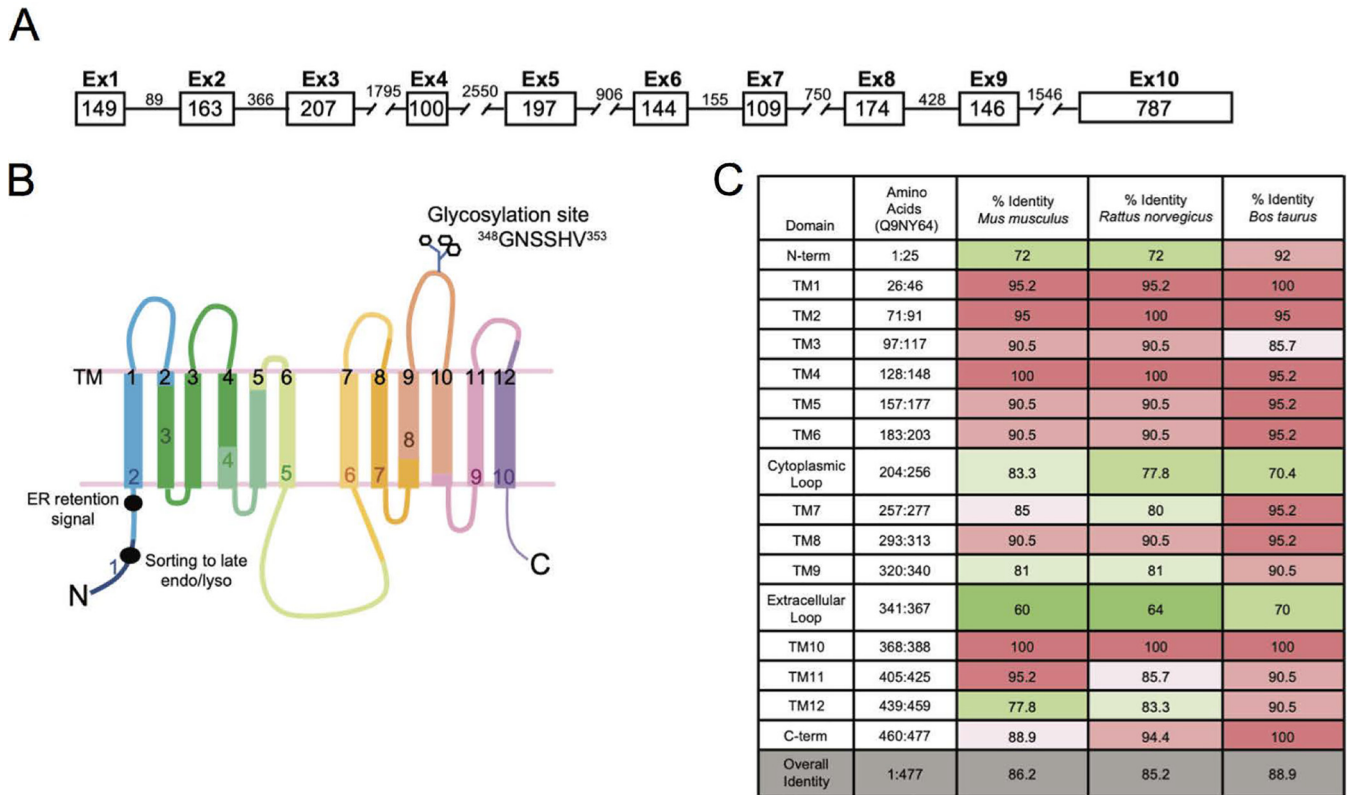 A
Ex1 Ex2 Ex3 Ex4 Ex5 Ex6 Ex7 Ex8 Ex9 Ex10
149 89 163 366 207 1795 100 2550 197 906 144 155 109 750 174 428 146 1546 787
B
Glycosylation site
³⁴⁸GNSSHV³⁵³
TM 1 2 3 4 5 6 7 8 9 10 11 12
3 8
4
2 5 6 7 9 10
ER retention
signal
Sorting to late
endo/lyso
1
N
C
C
Domain Amino Acids (Q9NY64) % Identity Mus musculus % Identity Rattus norvegicus % Identity Bos taurus
N-term 1:25 72 72 92
TM1 26:46 95.2 95.2 100
TM2 71:91 95 100 95
TM3 97:117 90.5 90.5 85.7
TM4 128:148 100 100 95.2
TM5 157:177 90.5 90.5 95.2
TM6 183:203 90.5 90.5 95.2
Cytoplasmic Loop 204:256 83.3 77.8 70.4
TM7 257:277 85 80 95.2
TM8 293:313 90.5 90.5 95.2
TM9 320:340 81 81 90.5
Extracellular Loop 341:367 60 64 70
TM10 368:388 100 100 100
TM11 405:425 95.2 85.7 90.5
TM12 439:459 77.8 83.3 90.5
C-term 460:477 88.9 94.4 100
Overall Identity 1:477 86.2 85.2 88.9